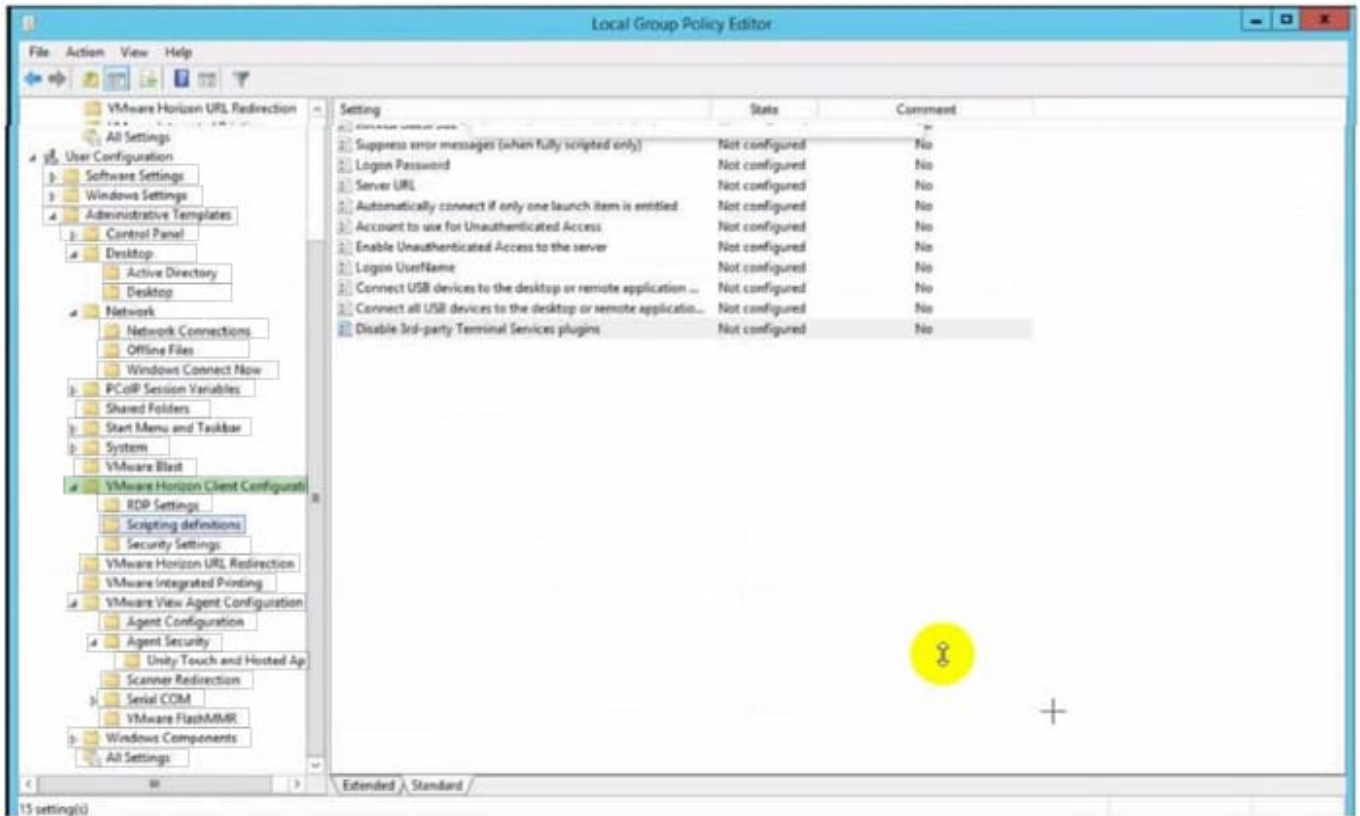 Local Group Policy Editor
File Action View Help
VMware Horizon URL Redirection
All Settings
User Configuration
Software Settings
Windows Settings
Administrative Templates
Control Panel
Desktop
Active Directory
Desktop
Network
Network Connections
Offline Files
Windows Connect Now
PCoIP Session Variables
Shared Folders
Start Menu and Taskbar
System
VMware Blast
VMware Horizon Client Configurati
RDP Settings
Scripting definitions
Security Settings
VMware Horizon URL Redirection
VMware Integrated Printing
VMware View Agent Configuration
Agent Configuration
Agent Security
Unity Touch and Hosted Ap
Scanner Redirection
Serial COM
VMware FlashMMR
Windows Components
All Settings
Setting State Comment
Suppress error messages (when fully scripted only) Not configured No
Logon Password Not configured No
Server URL Not configured No
Automatically connect if only one launch item is entitled Not configured No
Account to use for Unauthenticated Access Not configured No
Enable Unauthenticated Access to the server Not configured No
Logon UserName Not configured No
Connect USB devices to the desktop or remote application ... Not configured No
Connect all USB devices to the desktop or remote applicatio... Not configured No
Disable 3rd-party Terminal Services plugins Not configured No
Extended Standard
15 setting(s)